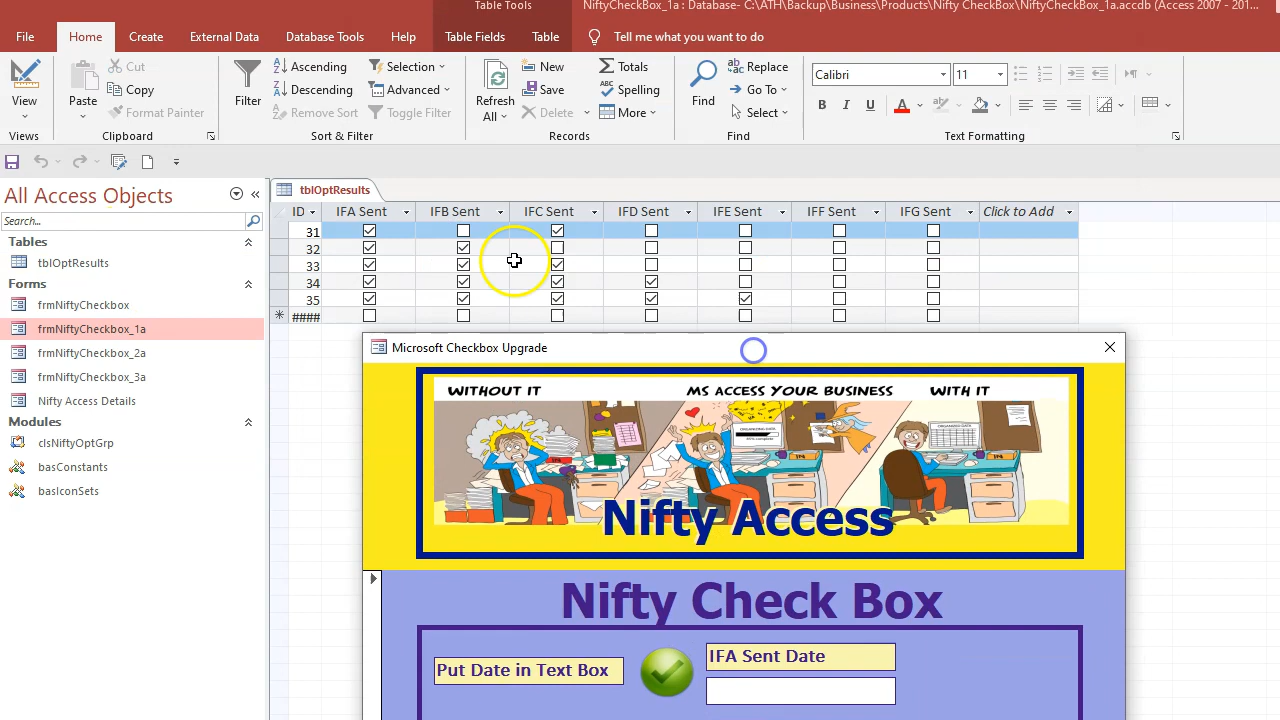 Table Tools
NiftyCheckBox_1a : Database- C:\ATH\Backup\Business\Products\Nifty CheckBox\NiftyCheckBox_1a.accdb (Access 2007 - 201...
File Home Create External Data Database Tools Help Table Fields Table Tell me what you want to do
View
Views
Paste
Cut
Copy
Format Painter
Clipboard
Filter
Ascending
Descending
Remove Sort
Selection
Advanced
Toggle Filter
Sort & Filter
Refresh
All
New
Save
Delete
Totals
Spelling
More
Records
Find
Replace
Go To
Select
Find
Calibri 11
B I U A
Text Formatting
All Access Objects
Search...
Tables
tblOptResults
Forms
frmNiftyCheckbox
frmNiftyCheckbox_1a
frmNiftyCheckbox_2a
frmNiftyCheckbox_3a
Nifty Access Details
Modules
clsNiftyOptGrp
basConstants
basIconSets
tblOptResults
ID IFA Sent IFB Sent IFC Sent IFD Sent IFE Sent IFF Sent IFG Sent Click to Add
31
32
33
34
35
* ####
Microsoft Checkbox Upgrade
WITHOUT IT MS ACCESS YOUR BUSINESS WITH IT
Nifty Access
Nifty Check Box
Put Date in Text Box
IFA Sent Date